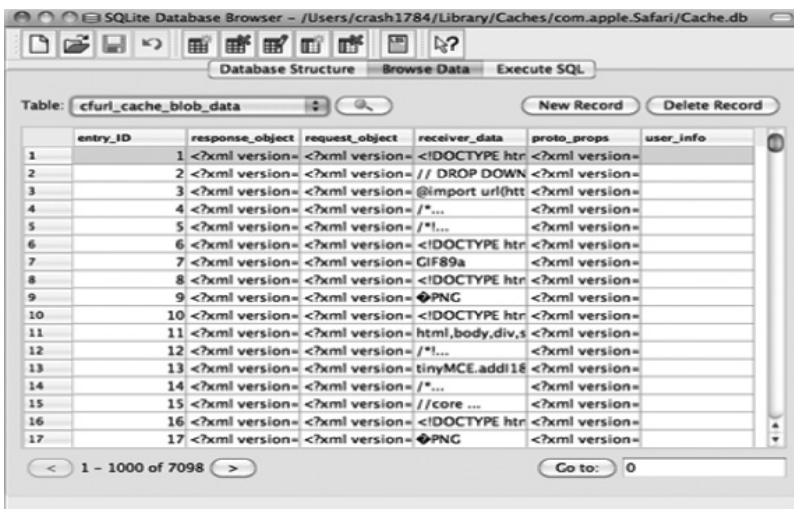 SQLite Database Browser – /Users/crash1784/Library/Caches/com.apple.Safari/Cache.db
Database Structure Browse Data Execute SQL
Table: cfurl_cache_blob_data New Record Delete Record
entry_ID response_object request_object receiver_data proto_props user_info
1 1 <?xml version= <?xml version= <!DOCTYPE htr <?xml version=
2 2 <?xml version= <?xml version= // DROP DOWN <?xml version=
3 3 <?xml version= <?xml version= @import url(htt <?xml version=
4 4 <?xml version= <?xml version= /*... <?xml version=
5 5 <?xml version= <?xml version= /*!... <?xml version=
6 6 <?xml version= <?xml version= <!DOCTYPE htr <?xml version=
7 7 <?xml version= <?xml version= GIF89a <?xml version=
8 8 <?xml version= <?xml version= <!DOCTYPE htr <?xml version=
9 9 <?xml version= <?xml version= �PNG <?xml version=
10 10 <?xml version= <?xml version= <!DOCTYPE htr <?xml version=
11 11 <?xml version= <?xml version= html,body,div,s <?xml version=
12 12 <?xml version= <?xml version= /*!... <?xml version=
13 13 <?xml version= <?xml version= tinyMCE.addI18 <?xml version=
14 14 <?xml version= <?xml version= /*... <?xml version=
15 15 <?xml version= <?xml version= //core ... <?xml version=
16 16 <?xml version= <?xml version= <!DOCTYPE htr <?xml version=
17 17 <?xml version= <?xml version= �PNG <?xml version=
< 1 - 1000 of 7098 > Go to: 0